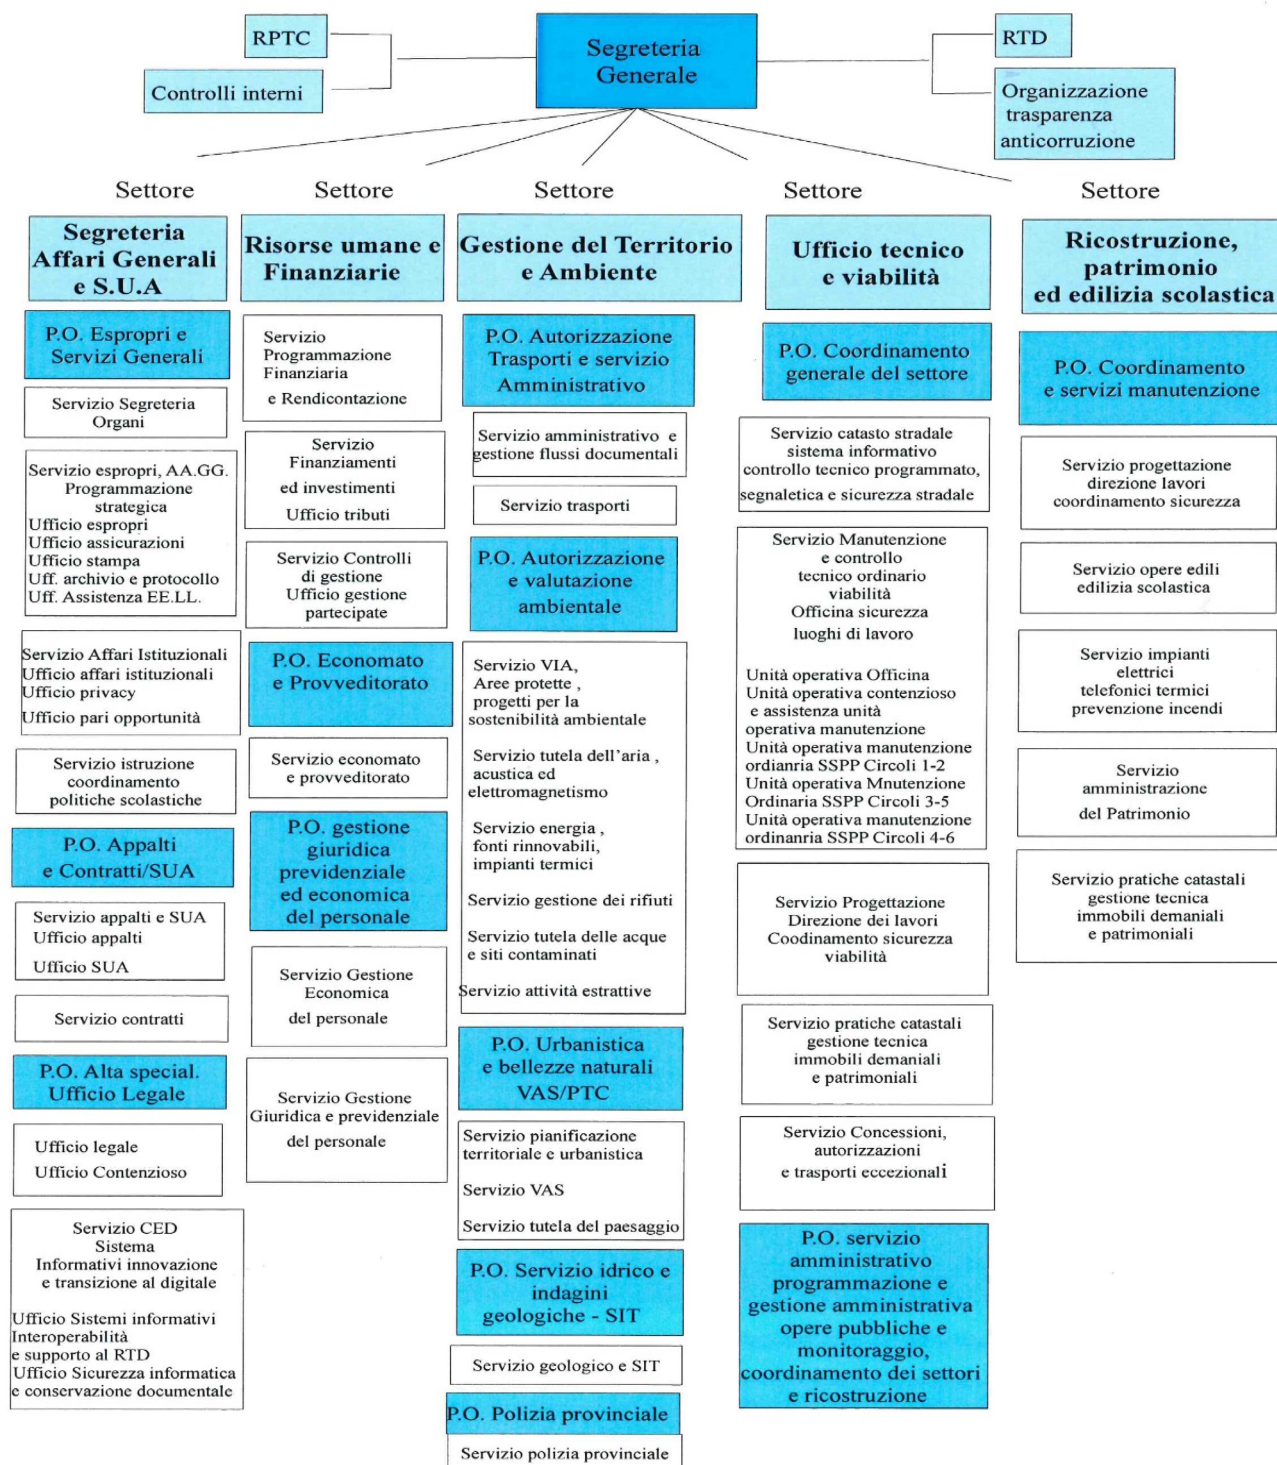 RPTC
Controlli interni
Segreteria
Generale
RTD
Organizzazione
trasparenza
anticorruzione
Settore
Segreteria
Affari Generali
e S.U.A
P.O. Espropri e
Servizi Generali
Servizio Segreteria
Organi
Servizio espropri, AA.GG.
Programmazione
strategica
Ufficio espropri
Ufficio assicurazioni
Ufficio stampa
Uff. archivio e protocollo
Uff. Assistenza EE.LL.
Servizio Affari Istituzionali
Ufficio affari istituzionali
Ufficio privacy
Ufficio pari opportunità
Servizio istruzione
coordinamento
politiche scolastiche
P.O. Appalti
e Contratti/SUA
Servizio appalti e SUA
Ufficio appalti
Ufficio SUA
Servizio contratti
P.O. Alta special.
Ufficio Legale
Ufficio legale
Ufficio Contenzioso
Servizio CED
Sistema
Informativi innovazione
e transizione al digitale
Ufficio Sistemi informativi
Interoperabilità
e supporto al RTD
Ufficio Sicurezza informatica
e conservazione documentale
Settore
Risorse umane e
Finanziarie
Servizio
Programmazione
Finanziaria
e Rendicontazione
Servizio
Finanziamenti
ed investimenti
Ufficio tributi
Servizio Controlli
di gestione
Ufficio gestione
partecipate
P.O. Economato
e Provveditorato
Servizio economato
e provveditorato
P.O. gestione
giuridica
previdenziale
ed economica
del personale
Servizio Gestione
Economica
del personale
Servizio Gestione
Giuridica e previdenziale
del personale
Settore
Gestione del Territorio
e Ambiente
P.O. Autorizzazione
Trasporti e servizio
Amministrativo
Servizio amministrativo e
gestione flussi documentali
Servizio trasporti
P.O. Autorizzazione
e valutazione
ambientale
Servizio VIA,
Aree protette ,
progetti per la
sostenibilità ambientale
Servizio tutela dell'aria ,
acustica ed
elettromagnetismo
Servizio energia ,
fonti rinnovabili,
impianti termici
Servizio gestione dei rifiuti
Servizio tutela delle acque
e siti contaminati
Servizio attività estrattive
P.O. Urbanistica
e bellezze naturali
VAS/PTC
Servizio pianificazione
territoriale e urbanistica
Servizio VAS
Servizio tutela del paesaggio
P.O. Servizio idrico e
indagini
geologiche - SIT
Servizio geologico e SIT
P.O. Polizia provinciale
Servizio polizia provinciale
Settore
Ufficio tecnico
e viabilità
P.O. Coordinamento
generale del settore
Servizio catasto stradale
sistema informativo
controllo tecnico programmato,
segnaletica e sicurezza stradale
Servizio Manutenzione
e controllo
tecnico ordinario
viabilità
Officina sicurezza
luoghi di lavoro
Unità operativa Officina
Unità operativa contenzioso
e assistenza unità
operativa manutenzione
Unità operativa manutenzione
ordianria SSPP Circoli 1-2
Unità operativa Mnutenzione
Ordinaria SSPP Circoli 3-5
Unità operativa manutenzione
ordinanria SSPP Circoli 4-6
Servizio Progettazione
Direzione dei lavori
Coodinamento sicurezza
viabilità
Servizio pratiche catastali
gestione tecnica
immobili demaniali
e patrimoniali
Servizio Concessioni,
autorizzazioni
e trasporti eccezionali
P.O. servizio
amministrativo
programmazione e
gestione amministrativa
opere pubbliche e
monitoraggio,
coordinamento dei settori
e ricostruzione
Settore
Ricostruzione,
patrimonio
ed edilizia scolastica
P.O. Coordinamento
e servizi manutenzione
Servizio progettazione
direzione lavori
coordinamento sicurezza
Servizio opere edili
edilizia scolastica
Servizio impianti
elettrici
telefonici termici
prevenzione incendi
Servizio
amministrazione
del Patrimonio
Servizio pratiche catastali
gestione tecnica
immobili demaniali
e patrimoniali